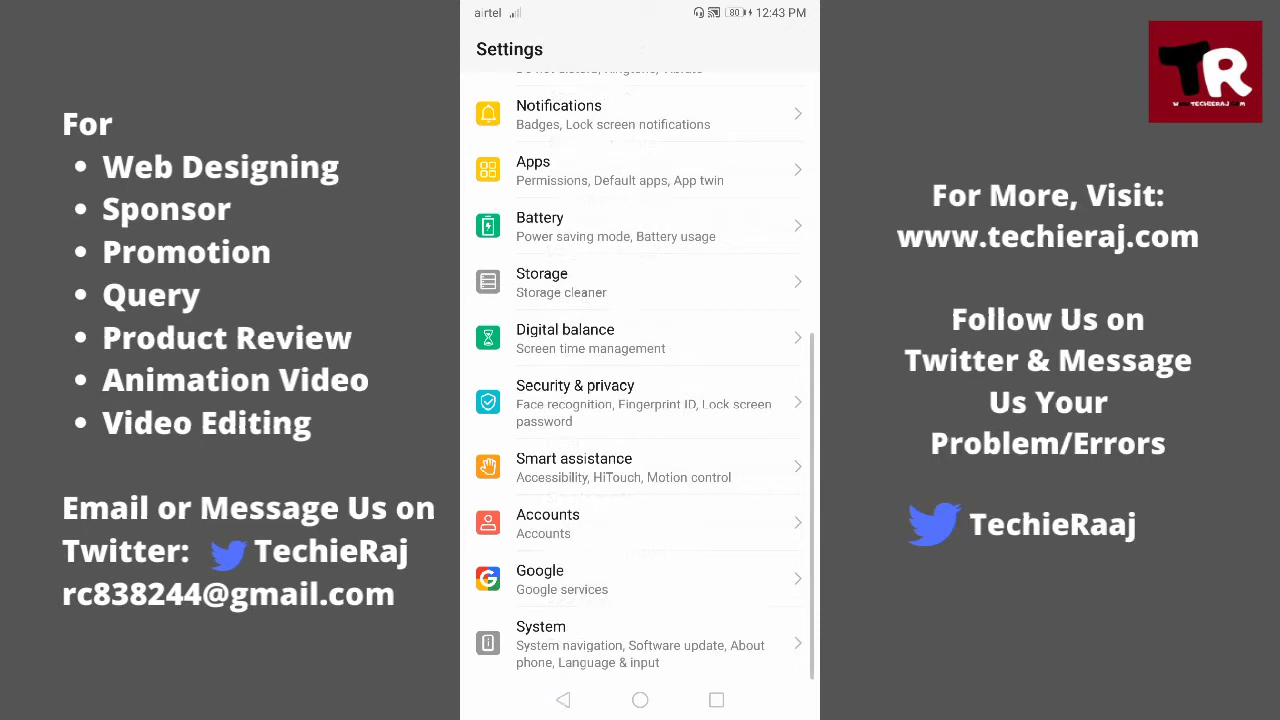 For
Web Designing
Sponsor
Promotion
Query
Product Review
Animation Video
Video Editing
Email or Message Us on
Twitter: TechieRaj
rc838244@gmail.com
airtel
80
12:43 PM
Settings
Notifications
Badges, Lock screen notifications
Apps
Permissions, Default apps, App twin
Battery
Power saving mode, Battery usage
Storage
Storage cleaner
Digital balance
Screen time management
Security & privacy
Face recognition, Fingerprint ID, Lock screen
password
Smart assistance
Accessibility, HiTouch, Motion control
Accounts
Accounts
Google
Google services
System
System navigation, Software update, About
phone, Language & input
TR
For More, Visit:
www.techieraj.com
Follow Us on
Twitter & Message
Us Your
Problem/Errors
TechieRaaj